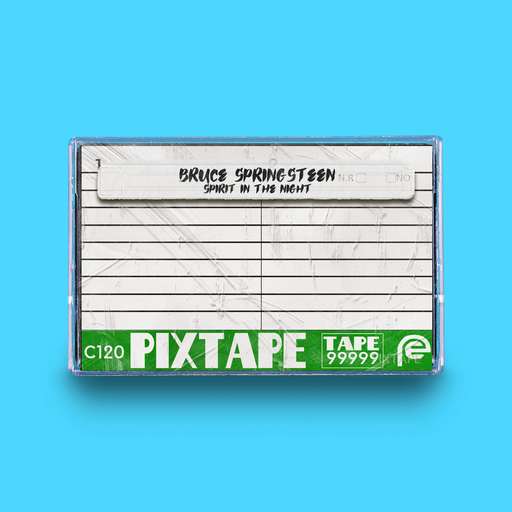 1
BRUCE SPRINGSTEEN
N.R NO
SPIRIT IN THE NIGHT
C120 PIXTAPE TAPE
99999